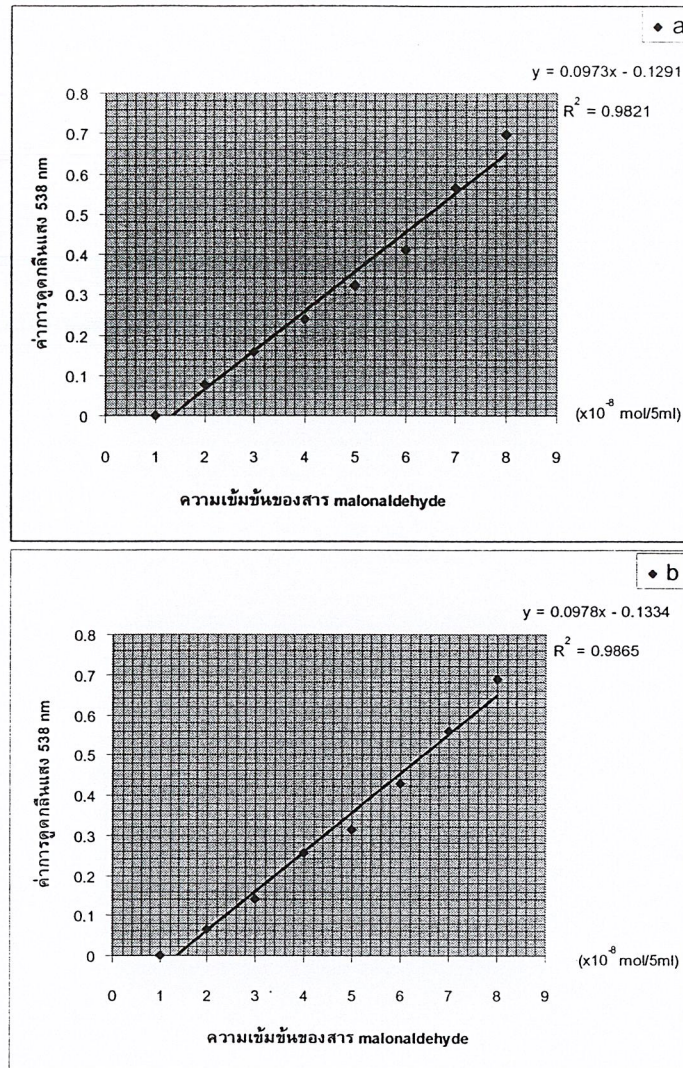 a
y = 0.0973x - 0.1291
R² = 0.9821
0.8
0.7
0.6
0.5
0.4
0.3
0.2
0.1
0
ค่าการดูดกลืนแสง 538 nm
0 1 2 3 4 5 6 7 8 9
(x10⁻⁸ mol/5ml)
ความเข้มข้นของสาร malonaldehyde
b
y = 0.0978x - 0.1334
R² = 0.9865
0.8
0.7
0.6
0.5
0.4
0.3
0.2
0.1
0
ค่าการดูดกลืนแสง 538 nm
0 1 2 3 4 5 6 7 8 9
(x10⁻⁸ mol/5ml)
ความเข้มข้นของสาร malonaldehyde